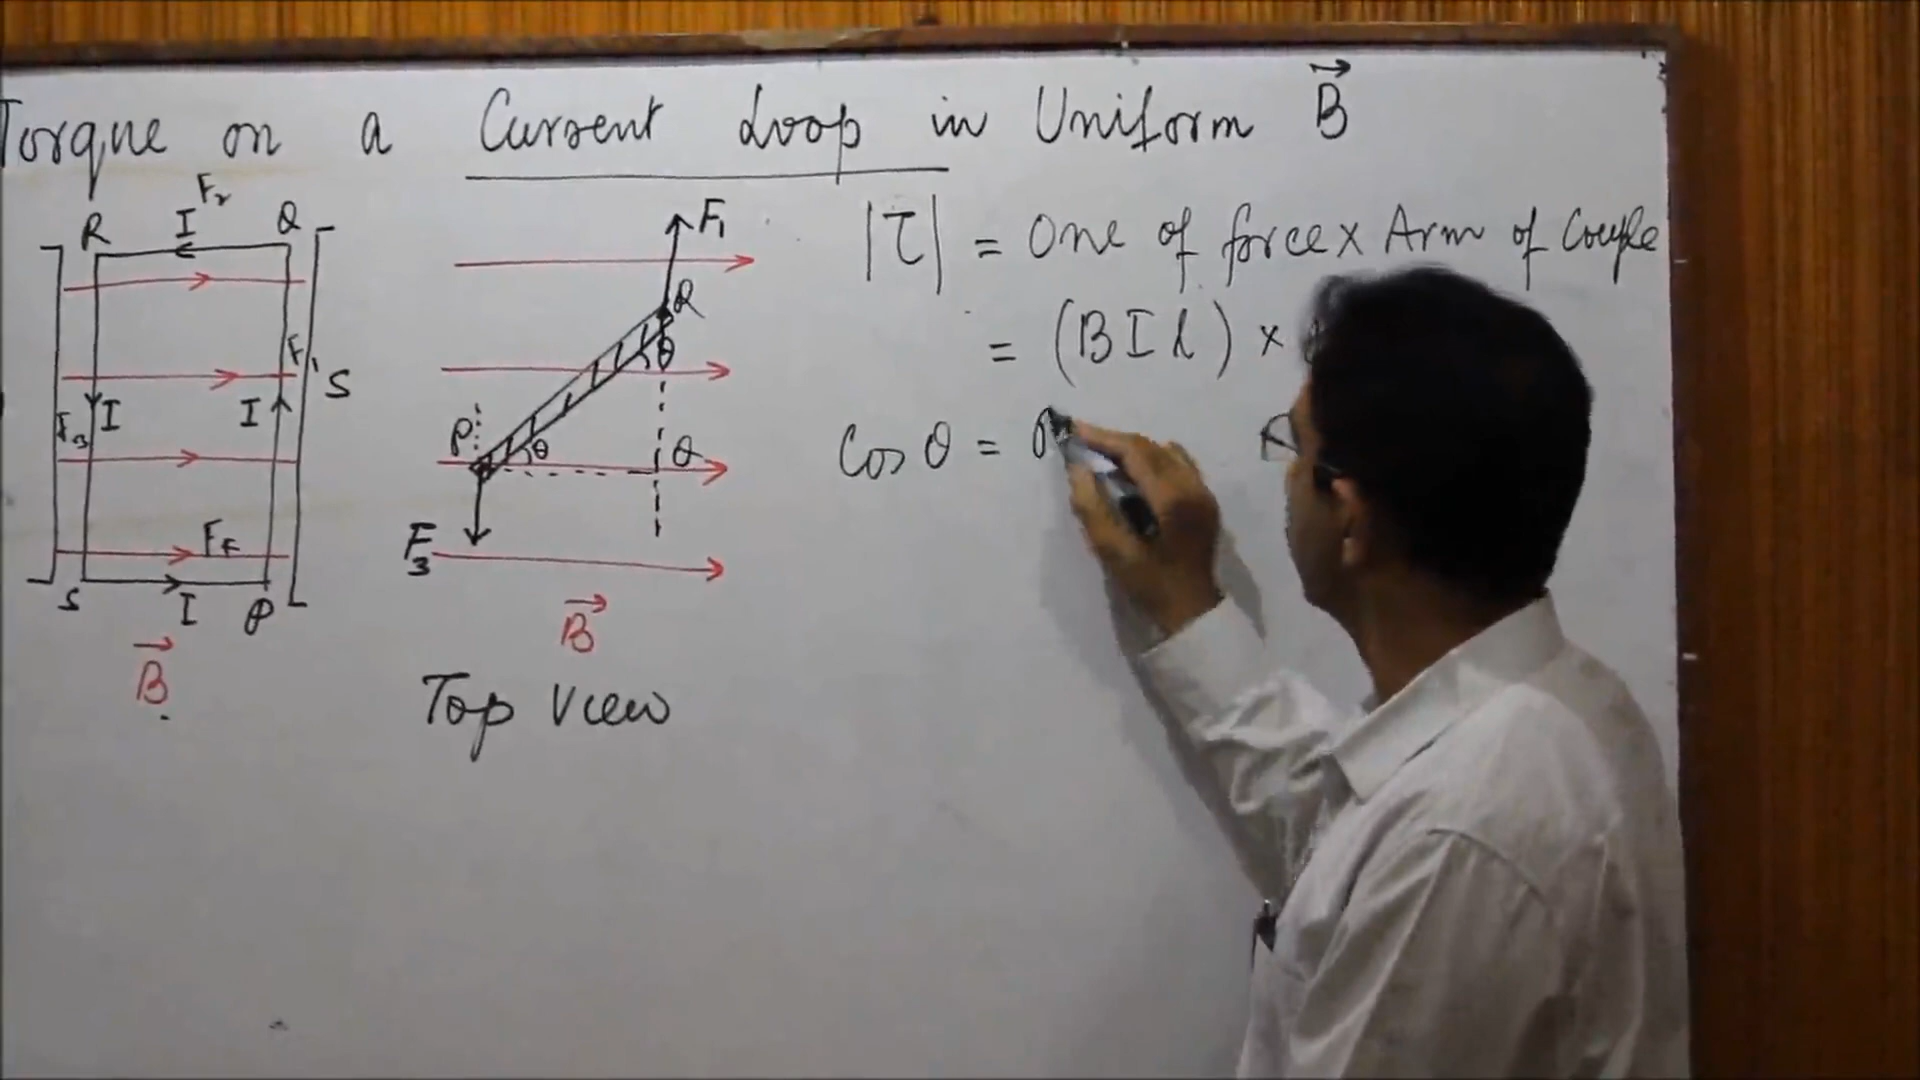 Torque on a Current Loop in Uniform B
F₂
R I Q
F₁
S
F₃ I I
F₄
S I P
B
F₁
R
θ
P θ Q
F₃
B
Top View
|τ| = One of force x Arm of Couple
= (B I l) ×
Cos θ =